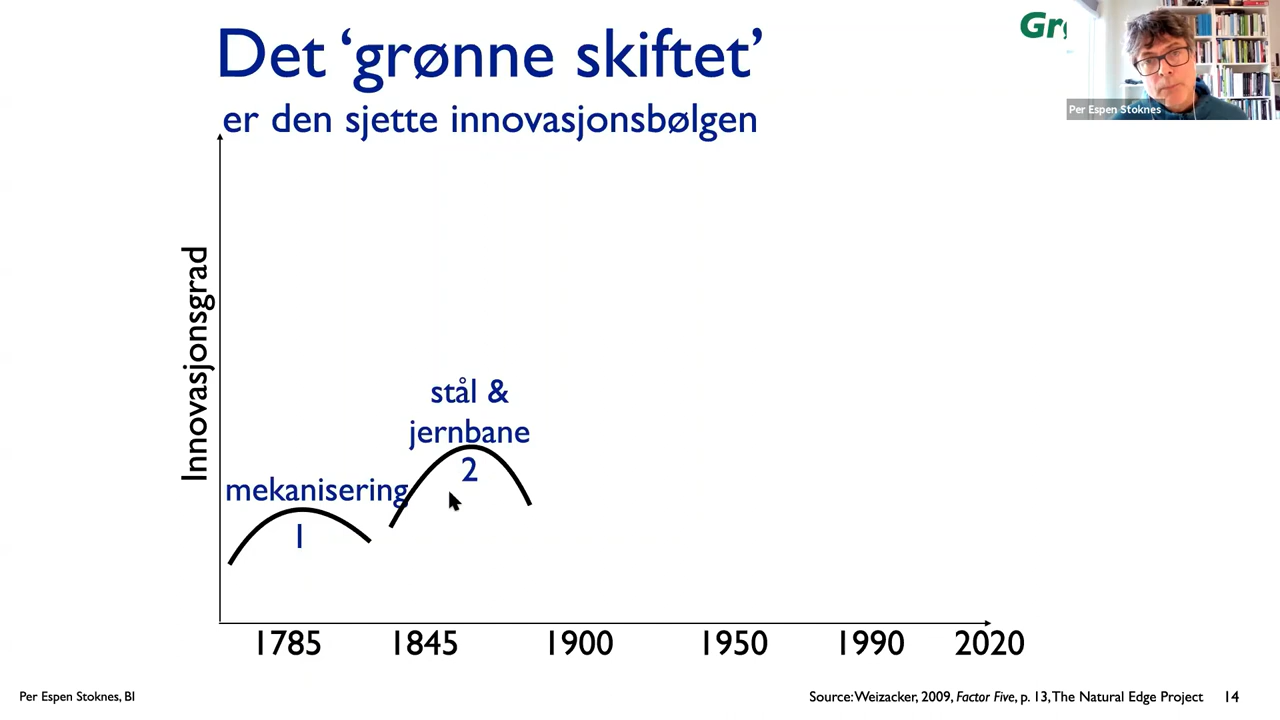 Det ‘grønne skiftet’
er den sjette innovasjonsbølgen
Per Espen Stoknes
Innovasjonsgrad
stål &
jernbane
2
mekanisering
1
1785 1845 1900 1950 1990 2020
Per Espen Stoknes, BI
Source: Weizacker, 2009, Factor Five, p. 13, The Natural Edge Project 14